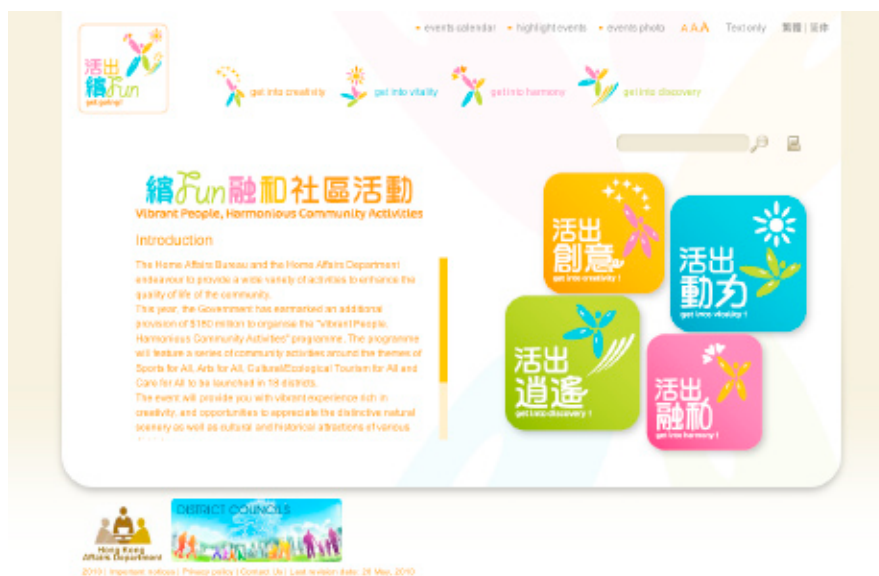 events calendar highlight events events photo AAA Text only 繁體 | 简体
活出
繽Fun
get going!
get into creativity get into vitality get into harmony get into discovery
繽Fun融和社區活動
Vibrant People, Harmonious Community Activities
Introduction
The Home Affairs Bureau and the Home Affairs Department
endeavour to provide a wide variety of activities to enhance the
quality of life of the community.
This year, the Government has earmarked an additional
provision of $180 million to organise the "Vibrant People,
Harmonious Community Activities" programme. The programme
will feature a series of community activities around the themes of
Sports for All, Arts for All, Cultural/Ecological Tourism for All and
Care for All to be launched in 18 districts.
The event will provide you with vibrant experience rich in
creativity, and opportunities to appreciate the distinctive natural
scenery as well as cultural and historical attractions of various
活出
創意
get into creativity !
活出
動力
get into vitality !
活出
逍遙
get into discovery !
活出
融和
get into harmony !
DISTRICT COUNCILS
Hong Kong
Affairs Department
2010 | Important notices | Privacy policy | Contact Us | Last revision date: 26 May, 2010